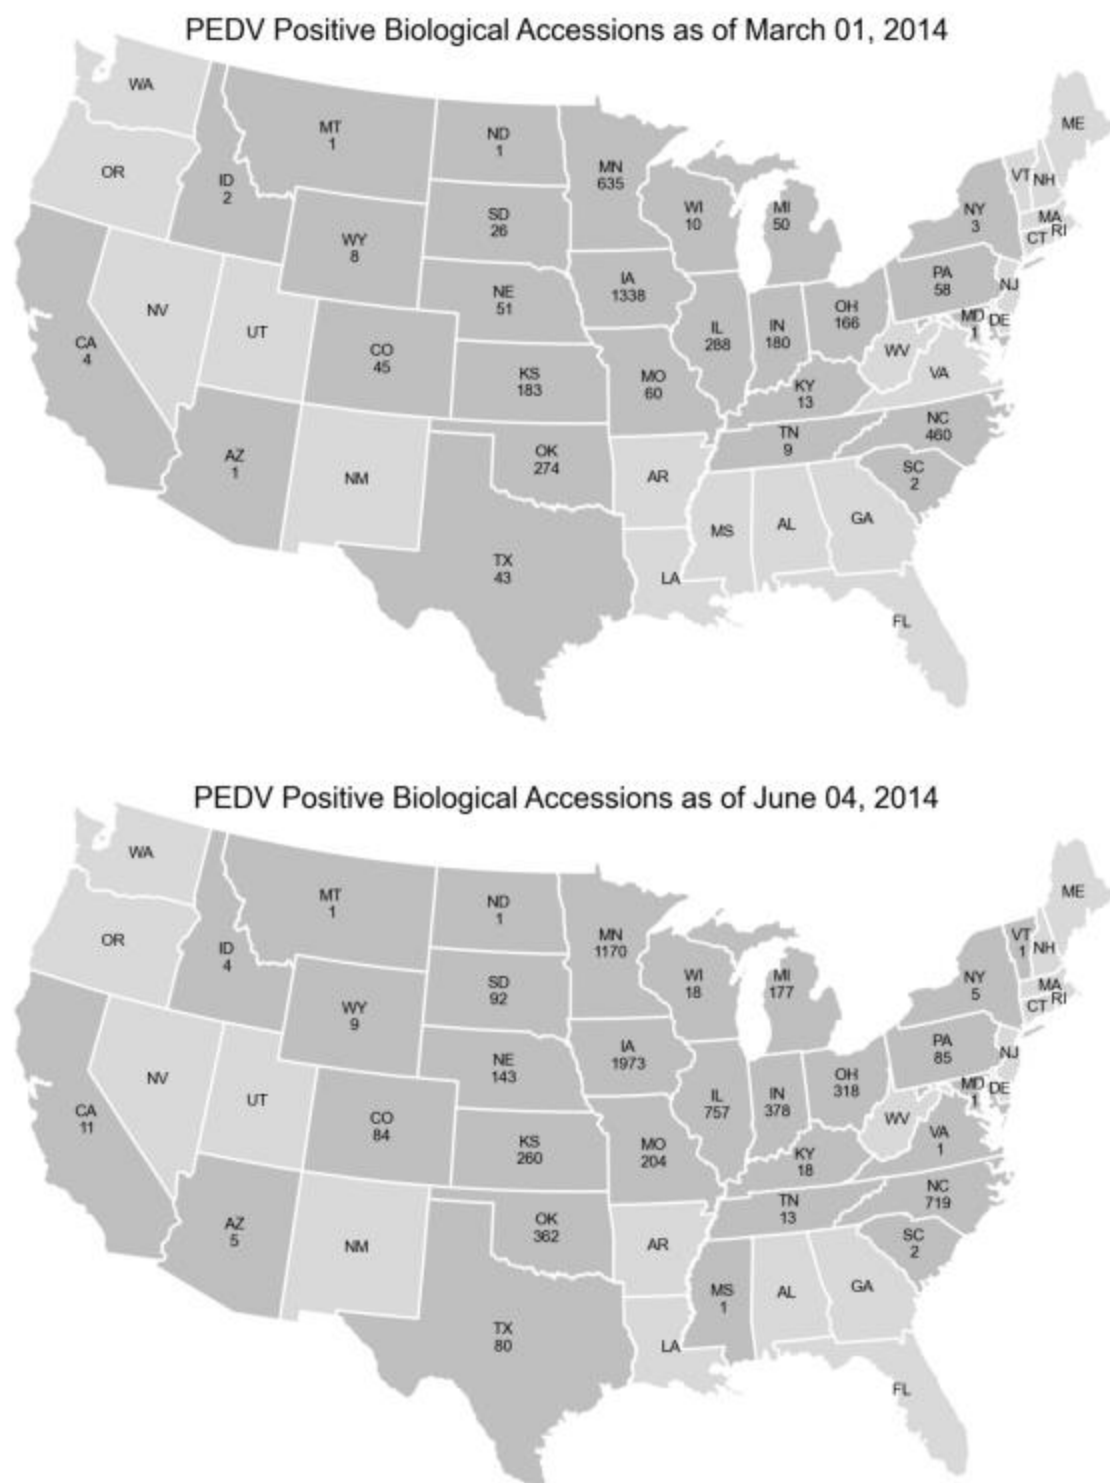 PEDV Positive Biological Accessions as of March 01, 2014
WA
OR
ID
2
MT
1
ND
1
MN
635
WI
10
MI
50
ME
VT
NH
NY
3
MA
RI
CT
SD
26
WY
8
NE
51
IA
1338
PA
58
NJ
MD
1
DE
CA
4
NV
UT
CO
45
KS
183
MO
60
IL
288
IN
180
OH
166
WV
VA
KY
13
NC
460
TN
9
SC
2
AZ
1
NM
OK
274
AR
TX
43
LA
MS
AL
GA
FL
PEDV Positive Biological Accessions as of June 04, 2014
WA
OR
ID
4
MT
1
ND
1
MN
1170
WI
18
MI
177
ME
VT
1
NH
NY
5
MA
RI
CT
SD
92
WY
9
NE
143
IA
1973
PA
85
NJ
MD
1
DE
CA
11
NV
UT
CO
84
KS
260
MO
204
IL
757
IN
378
OH
318
WV
VA
1
KY
18
NC
719
TN
13
SC
2
AZ
5
NM
OK
362
AR
TX
80
LA
MS
1
AL
GA
FL